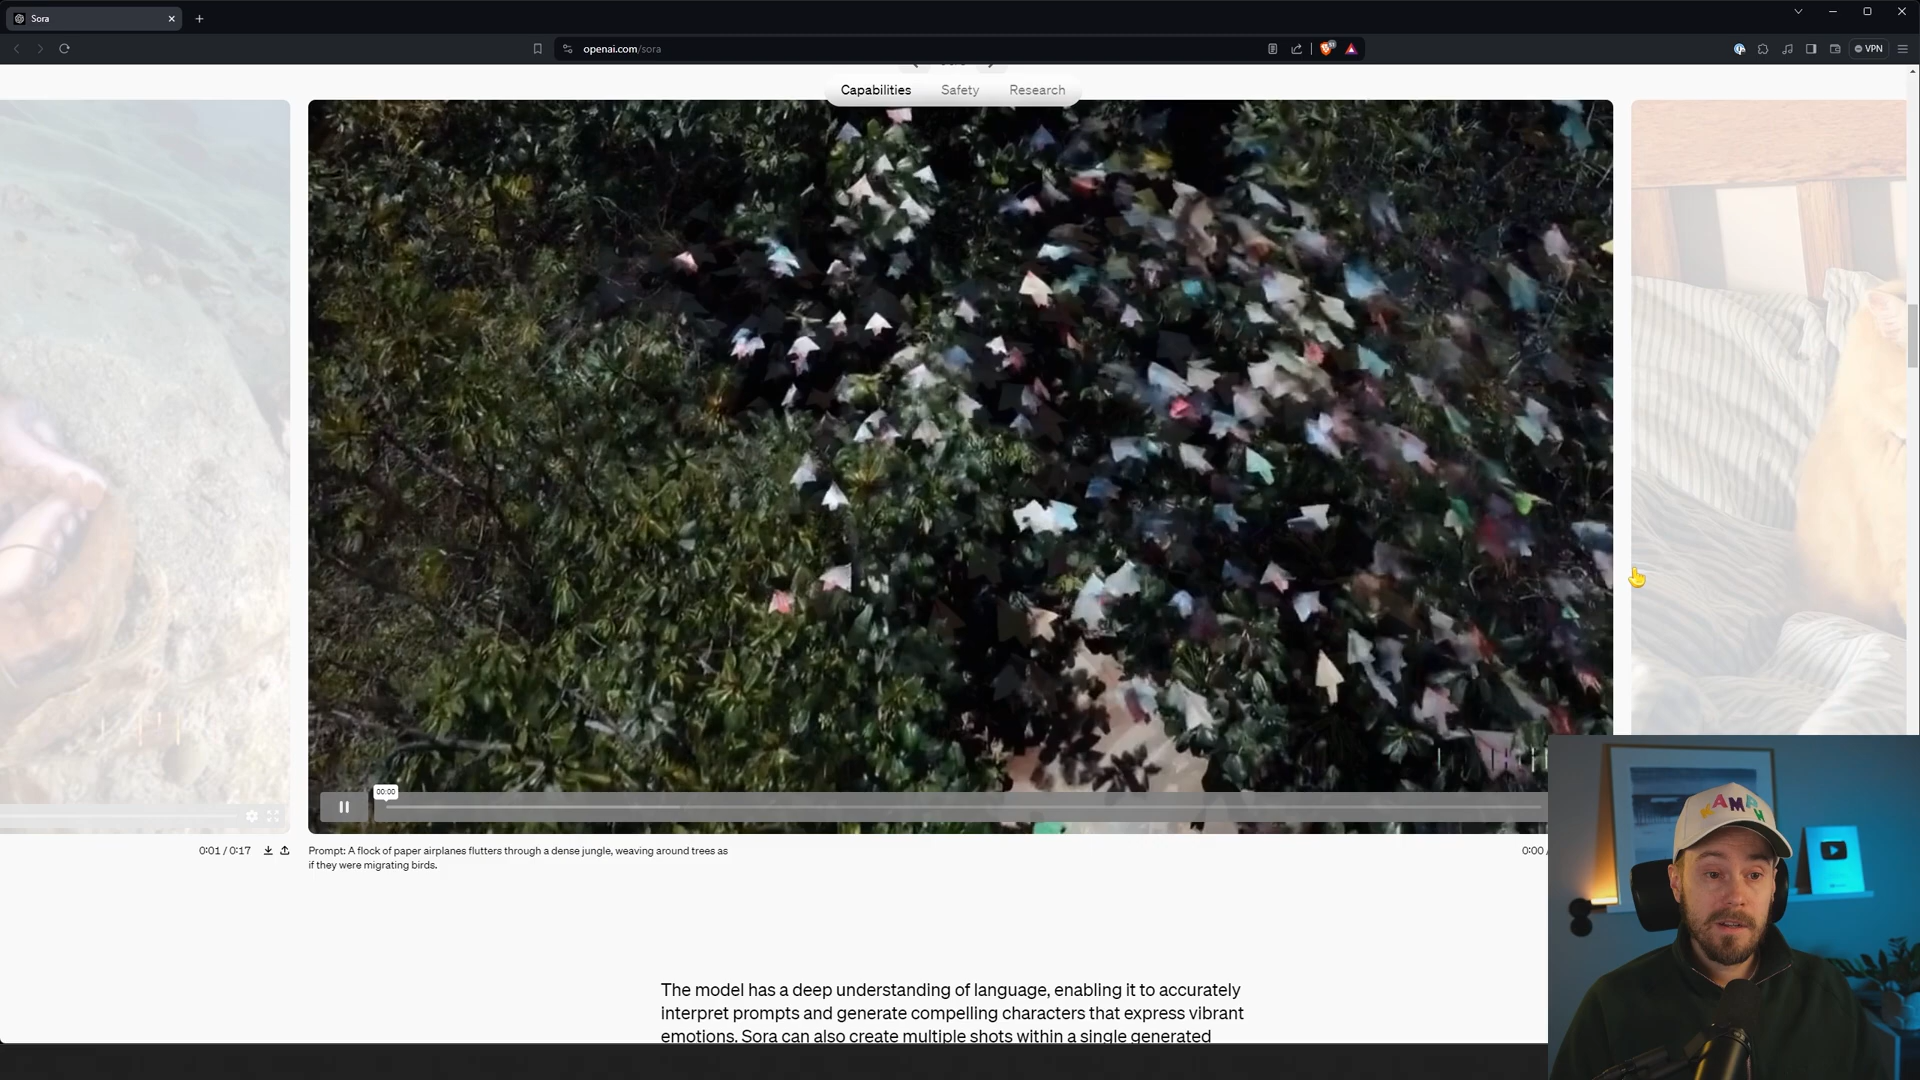 Sora
openai.com/sora
VPN
Capabilities
Safety
Research
00:00
0:01 / 0:17
Prompt: A flock of paper airplanes flutters through a dense jungle, weaving around trees as
if they were migrating birds.
0:00 /
The model has a deep understanding of language, enabling it to accurately
interpret prompts and generate compelling characters that express vibrant
emotions. Sora can also create multiple shots within a single generated